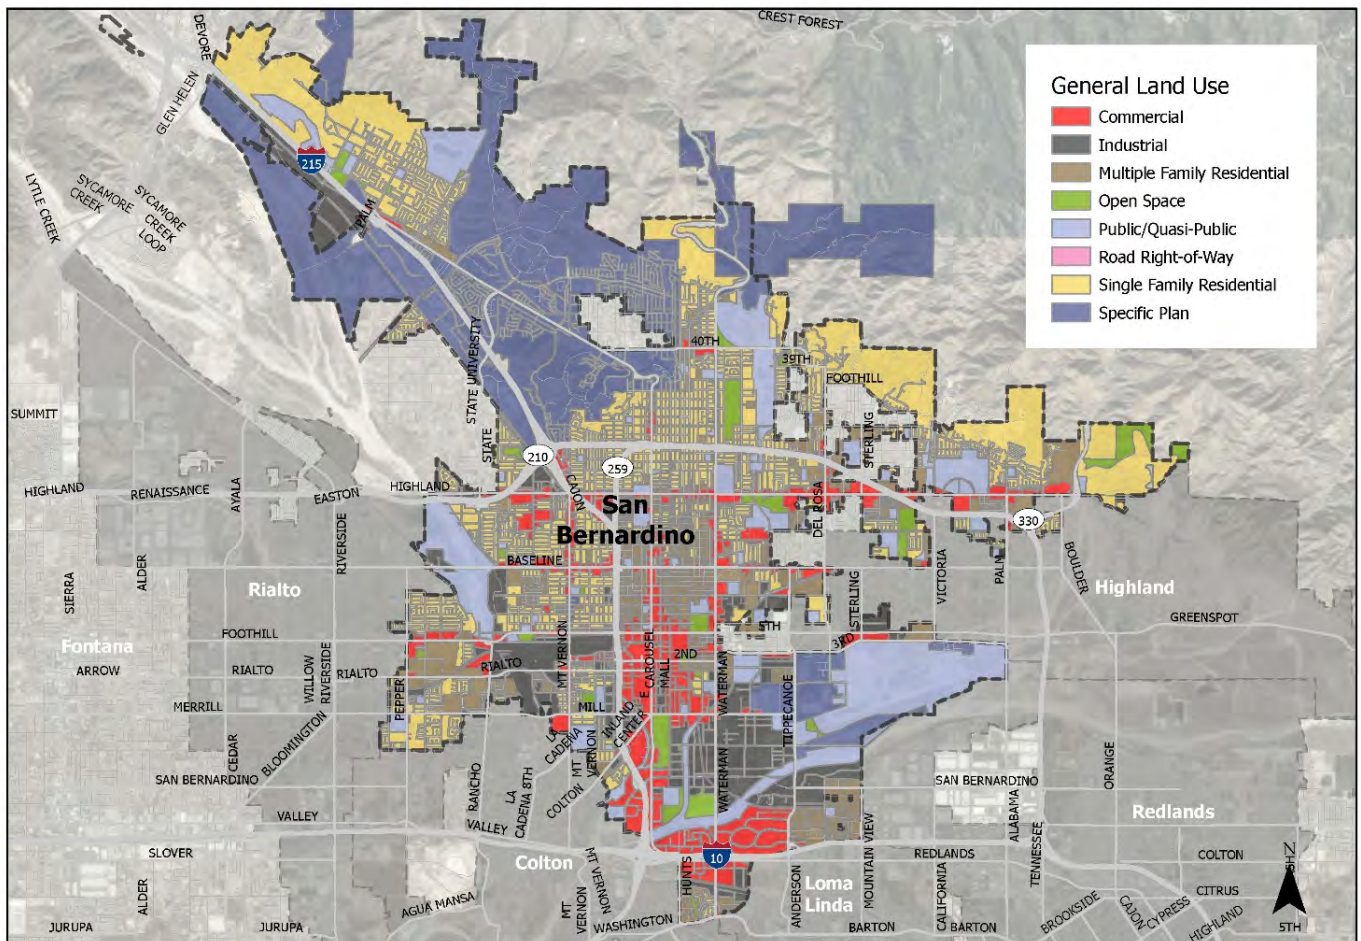 CREST FOREST
DEVORE
GLEN HELEN
General Land Use
Commercial
Industrial
Multiple Family Residential
Open Space
Public/Quasi-Public
Road Right-of-Way
Single Family Residential
Specific Plan
215
LYTLE CREEK
SYCAMORE
CREEK
SYCAMORE
CREEK
LOOP
PALM
STATE UNIVERSITY
40TH
39TH
FOOTHILL
SUMMIT
STATE
STERLING
210
259
CAJON
HIGHLAND
RENAISSANCE
AYALA
EASTON
HIGHLAND
RIVERSIDE
San
Bernardino
DEL ROSA
330
ALDER
SIERRA
BASELINE
VICTORIA
PALM
BOULDER
Rialto
Highland
STERLING
Fontana
FOOTHILL
5TH
GREENSPOT
3RD
MT VERNON
CAROUSEL
MALL
E
2ND
WATERMAN
ARROW
RIALTO
WILLOW
RIVERSIDE
RIALTO
RIALTO
PEPPER
TIPPECANOE
MERRILL
MILL
INLAND
CENTER
LA
CADENA
MT
VERNON
CEDAR
BLOOMINGTON
SAN BERNARDINO
RANCHO
LA
CADENA 8TH
COLTON
WATERMAN
SAN BERNARDINO
ORANGE
Redlands
VALLEY
VALLEY
ALABAMA
TENNESSEE
MOUNTAIN VIEW
SLOVER
Colton
10
REDLANDS
COLTON
ALDER
MT VERNON
MT
VERNON
HUNTS
ANDERSON
Loma
Linda
CALIFORNIA
CITRUS
AGUA MANSA
WASHINGTON
BROOKSIDE
CAJON
CYPRESS
HIGHLAND
N
JURUPA
JURUPA
BARTON
BARTON
5TH